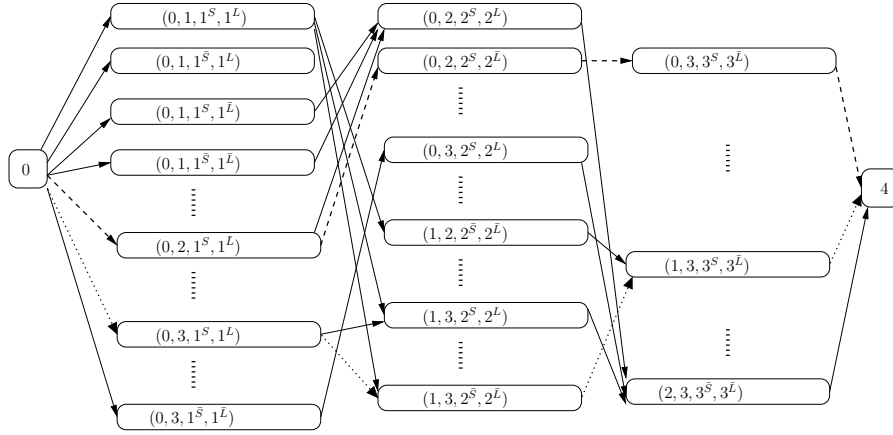 0
(0, 1, 1^S, 1^L)
(0, 1, 1^{S̄}, 1^L)
(0, 1, 1^S, 1^{L̄})
(0, 1, 1^{S̄}, 1^{L̄})
(0, 2, 1^S, 1^L)
(0, 3, 1^S, 1^L)
(0, 3, 1^{S̄}, 1^{L̄})
(0, 2, 2^S, 2^L)
(0, 2, 2^S, 2^{L̄})
(0, 3, 2^S, 2^L)
(1, 2, 2^{S̄}, 2^{L̄})
(1, 3, 2^S, 2^L)
(1, 3, 2^{S̄}, 2^{L̄})
(0, 3, 3^S, 3^{L̄})
(1, 3, 3^S, 3^{L̄})
(2, 3, 3^{S̄}, 3^{L̄})
4